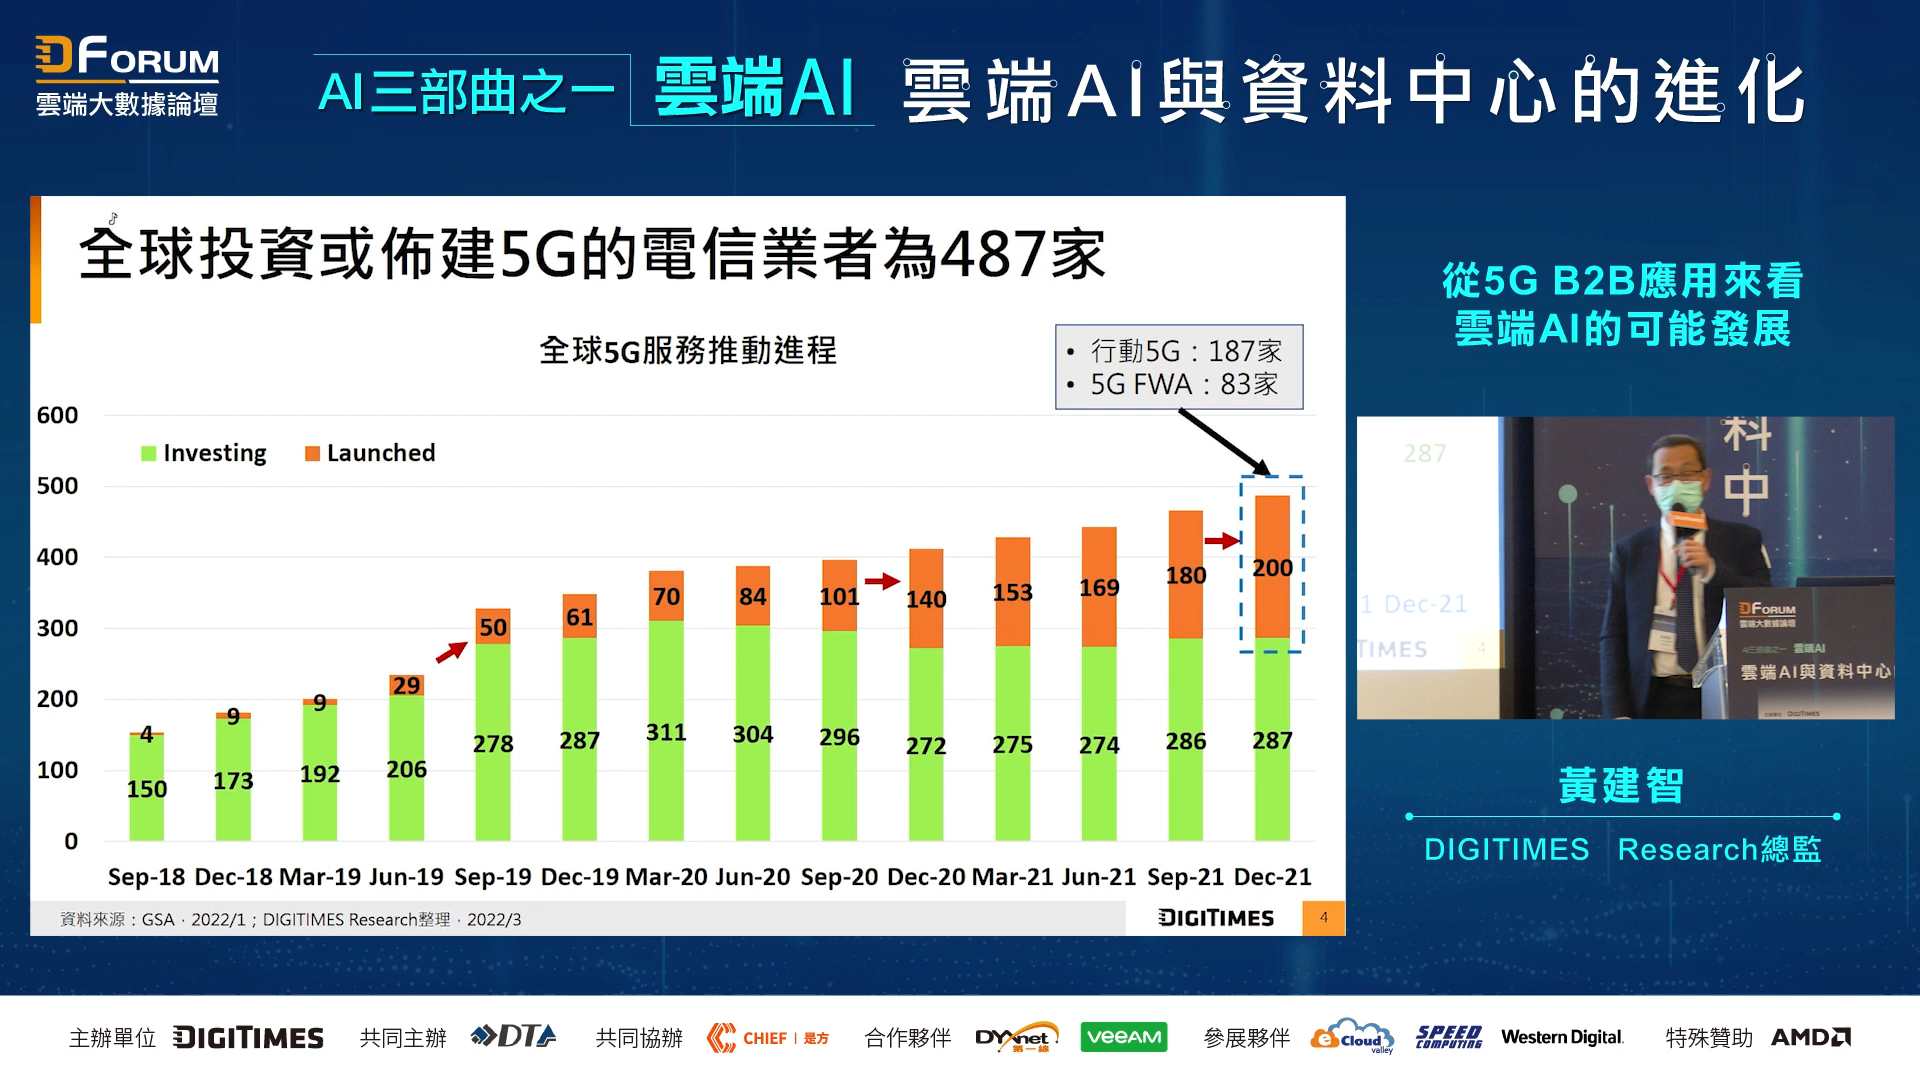 DFORUM
雲端大數據論壇
AI三部曲之一 雲端AI 雲端AI與資料中心的進化
全球投資或佈建5G的電信業者為487家
全球5G服務推動進程
• 行動5G：187家
• 5G FWA：83家
Investing Launched
600
500
400
300
200
100
0
4 9 9 29 50 61 70 84 101 140 153 169 180 200
150 173 192 206 278 287 311 304 296 272 275 274 286 287
Sep-18 Dec-18 Mar-19 Jun-19 Sep-19 Dec-19 Mar-20 Jun-20 Sep-20 Dec-20 Mar-21 Jun-21 Sep-21 Dec-21
資料來源：GSA，2022/1；DIGITIMES Research整理，2022/3
DIGITIMES 4
從5G B2B應用來看
雲端AI的可能發展
287
1 Dec-21
TIMES 4
料
中
DFORUM
雲端大數據論壇
AI三部曲之一 雲端AI
雲端AI與資料中心
DIGITIMES
黃建智
DIGITIMES Research總監
主辦單位 DIGITIMES 共同主辦 DTA 共同協辦 CHIEF 是方 合作夥伴 DYXnet 第一線 veeAM 參展夥伴 eCloud valley SPEED COMPUTING Western Digital. 特殊贊助 AMD